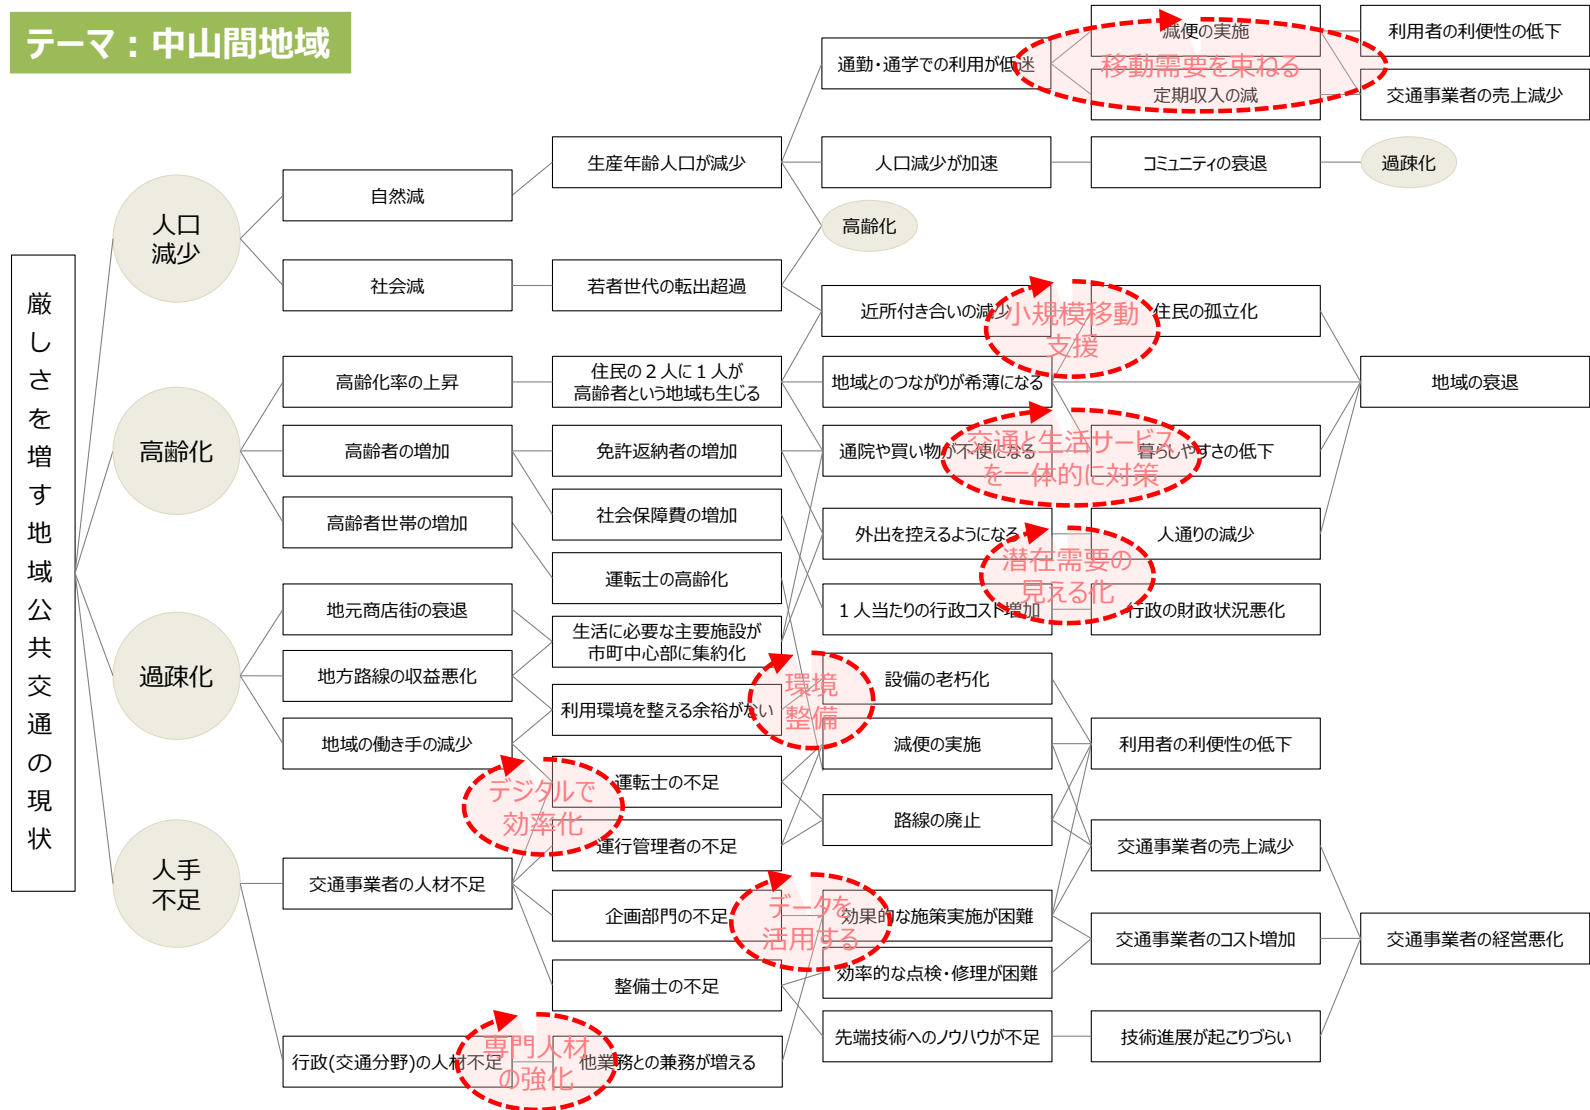 テーマ：中山間地域
厳しさを増す地域公共交通の現状
人口
減少
高齢化
過疎化
人手
不足
自然減
社会減
高齢化率の上昇
高齢者の増加
高齢者世帯の増加
地元商店街の衰退
地方路線の収益悪化
地域の働き手の減少
交通事業者の人材不足
行政(交通分野)の人材不足
生産年齢人口が減少
若者世代の転出超過
住民の２人に１人が
高齢者という地域も生じる
免許返納者の増加
社会保障費の増加
運転士の高齢化
生活に必要な主要施設が
市町中心部に集約化
利用環境を整える余裕がない
運転士の不足
運行管理者の不足
企画部門の不足
整備士の不足
他業務との兼務が増える
通勤・通学での利用が低迷
人口減少が加速
高齢化
近所付き合いの減少
地域とのつながりが希薄になる
通院や買い物が不便になる
外出を控えるようになる
１人当たりの行政コスト増加
設備の老朽化
減便の実施
路線の廃止
効果的な施策実施が困難
効率的な点検・修理が困難
先端技術へのノウハウが不足
減便の実施
定期収入の減
コミュニティの衰退
住民の孤立化
暮らしやすさの低下
人通りの減少
行政の財政状況悪化
利用者の利便性の低下
交通事業者の売上減少
交通事業者のコスト増加
技術進展が起こりづらい
利用者の利便性の低下
交通事業者の売上減少
過疎化
地域の衰退
交通事業者の経営悪化
移動需要を束ねる
小規模移動
支援
交通と生活サービス
を一体的に対策
潜在需要の
見える化
環境
整備
デジタルで
効率化
データを
活用する
専門人材
の強化